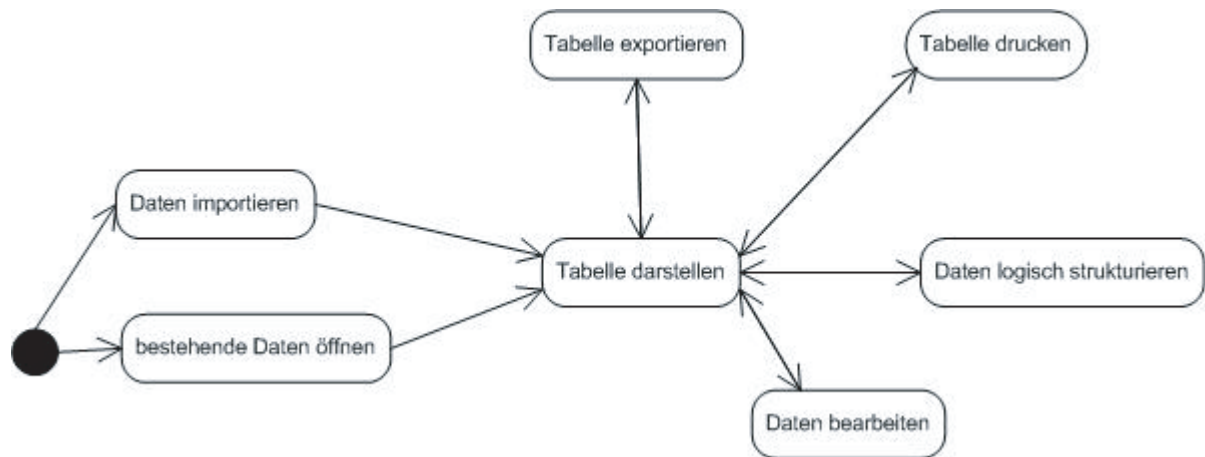 Tabelle exportieren
Tabelle drucken
Daten importieren
Tabelle darstellen
Daten logisch strukturieren
bestehende Daten öffnen
Daten bearbeiten